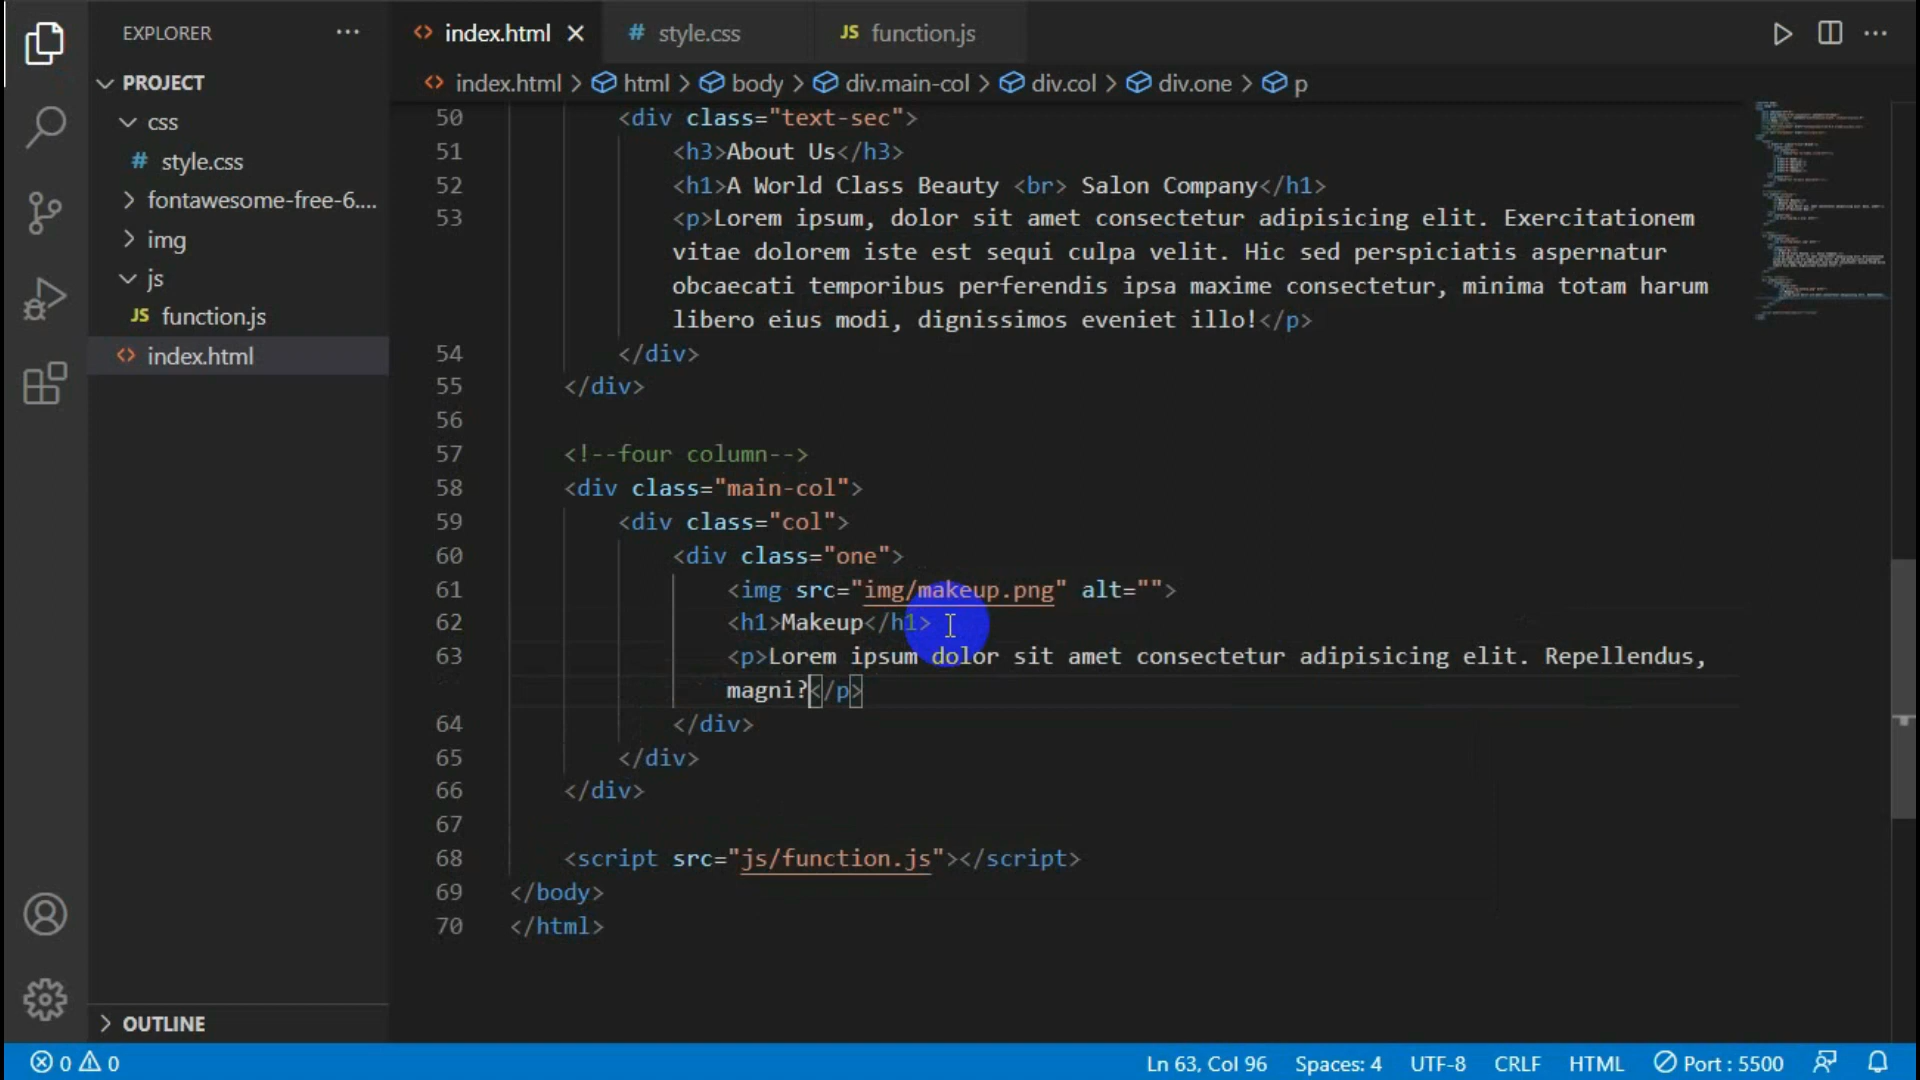 EXPLORER
PROJECT
css
# style.css
fontawesome-free-6....
img
js
JS function.js
<> index.html
OUTLINE
<> index.html × # style.css JS function.js
<> index.html > html > body > div.main-col > div.col > div.one > p
50 <div class="text-sec">
51 <h3>About Us</h3>
52 <h1>A World Class Beauty <br> Salon Company</h1>
53 <p>Lorem ipsum, dolor sit amet consectetur adipisicing elit. Exercitationem
vitae dolorem iste est sequi culpa velit. Hic sed perspiciatis aspernatur
obcaecati temporibus perferendis ipsa maxime consectetur, minima totam harum
libero eius modi, dignissimos eveniet illo!</p>
54 </div>
55 </div>
56
57 <!--four column-->
58 <div class="main-col">
59 <div class="col">
60 <div class="one">
61 <img src="img/makeup.png" alt="">
62 <h1>Makeup</h1>
63 <p>Lorem ipsum dolor sit amet consectetur adipisicing elit. Repellendus,
magni?</p>
64 </div>
65 </div>
66 </div>
67
68 <script src="js/function.js"></script>
69 </body>
70 </html>
0 0 Ln 63, Col 96 Spaces: 4 UTF-8 CRLF HTML Port : 5500